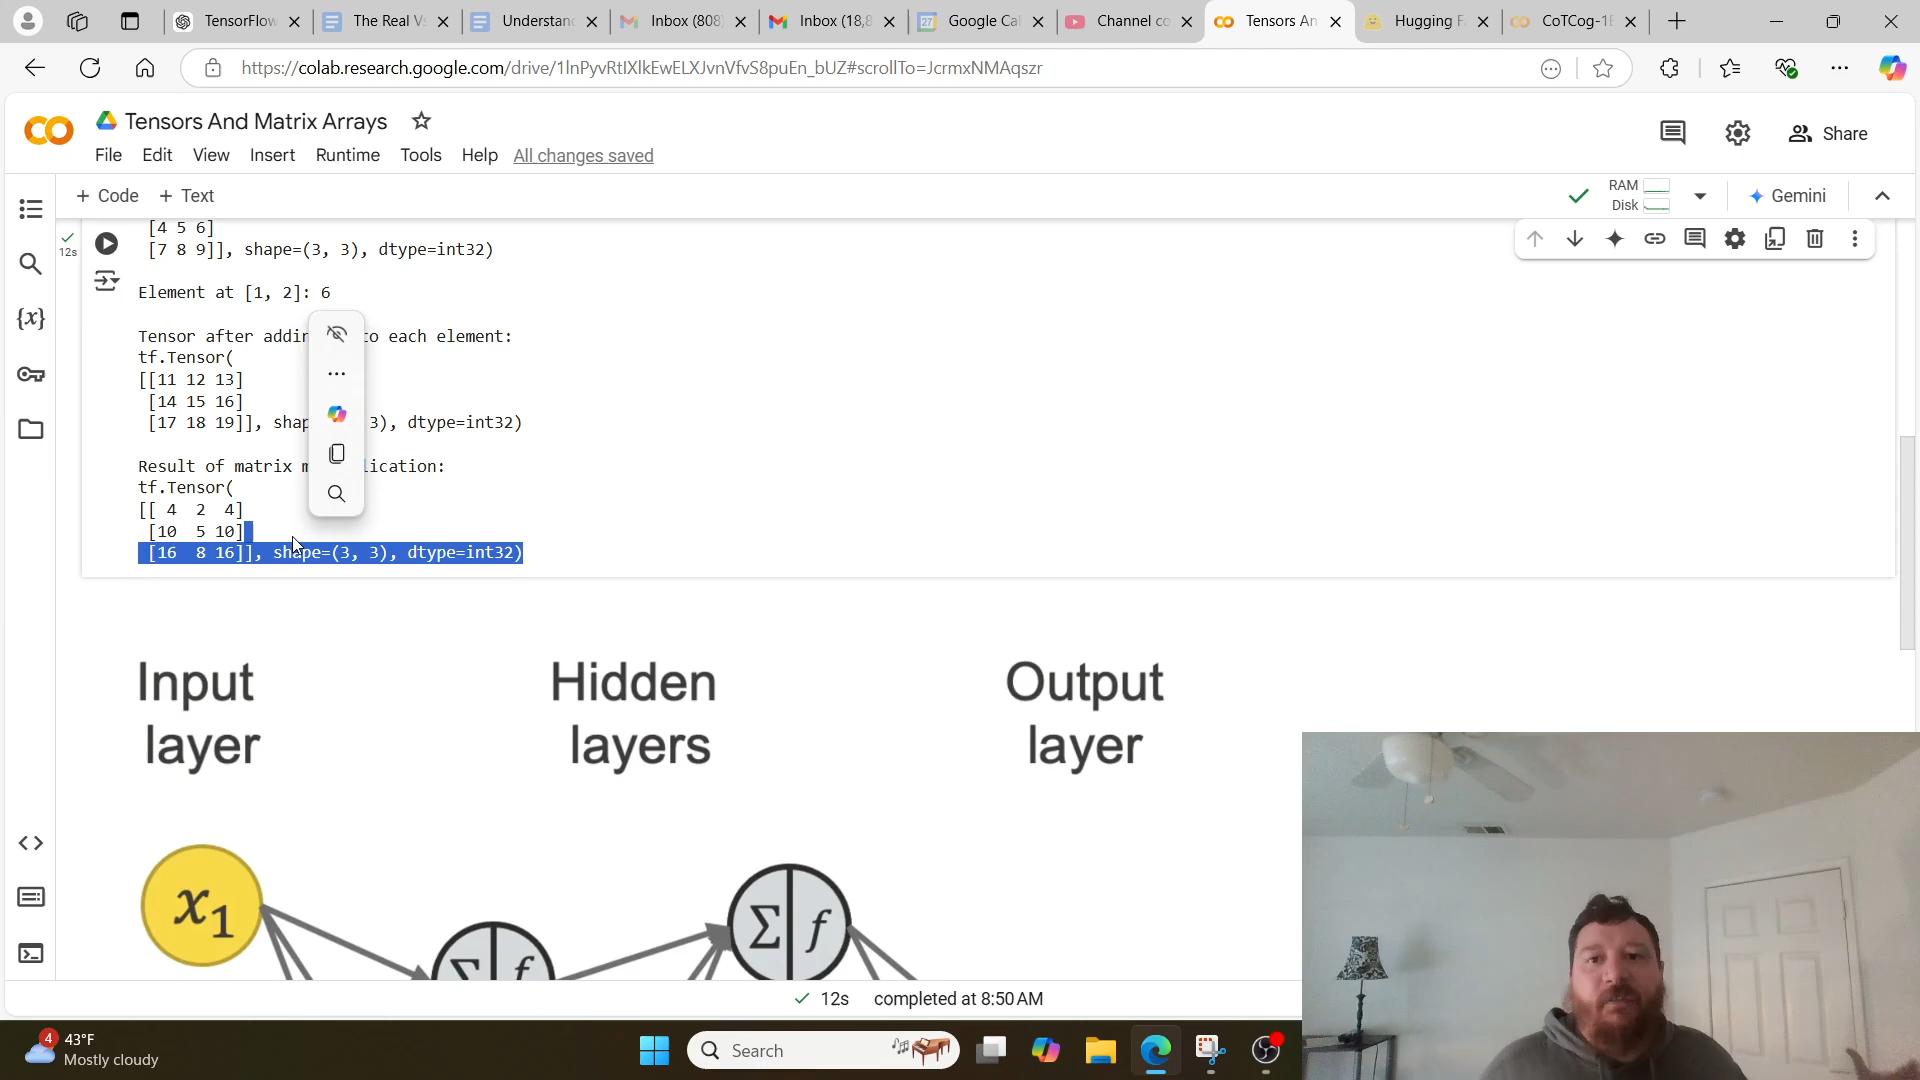 TensorFlow
The Real V
Understan
Inbox (808)
Inbox (18,8
27
Google Ca
Channel co
Tensors An
Hugging F
CoTCog-1
https://colab.research.google.com/drive/1lnPyvRtIXlkEwELXJvnVfvS8puEn_bUZ#scrollTo=JcrmxNMAqszr
Tensors And Matrix Arrays
File Edit View Insert Runtime Tools Help All changes saved
Share
+ Code + Text
RAM
Disk
Gemini
12s
[4 5 6]
[7 8 9]], shape=(3, 3), dtype=int32)
Element at [1, 2]: 6
Tensor after addin to each element:
tf.Tensor(
[[11 12 13]
[14 15 16]
[17 18 19]], shap 3), dtype=int32)
Result of matrix m lication:
tf.Tensor(
[[ 4 2 4]
[10 5 10]
[16 8 16]], shape=(3, 3), dtype=int32)
{x}
Input
layer
Hidden
layers
Output
layer
x1
Σ f
Σ f
12s completed at 8:50 AM
4
43°F
Mostly cloudy
Search